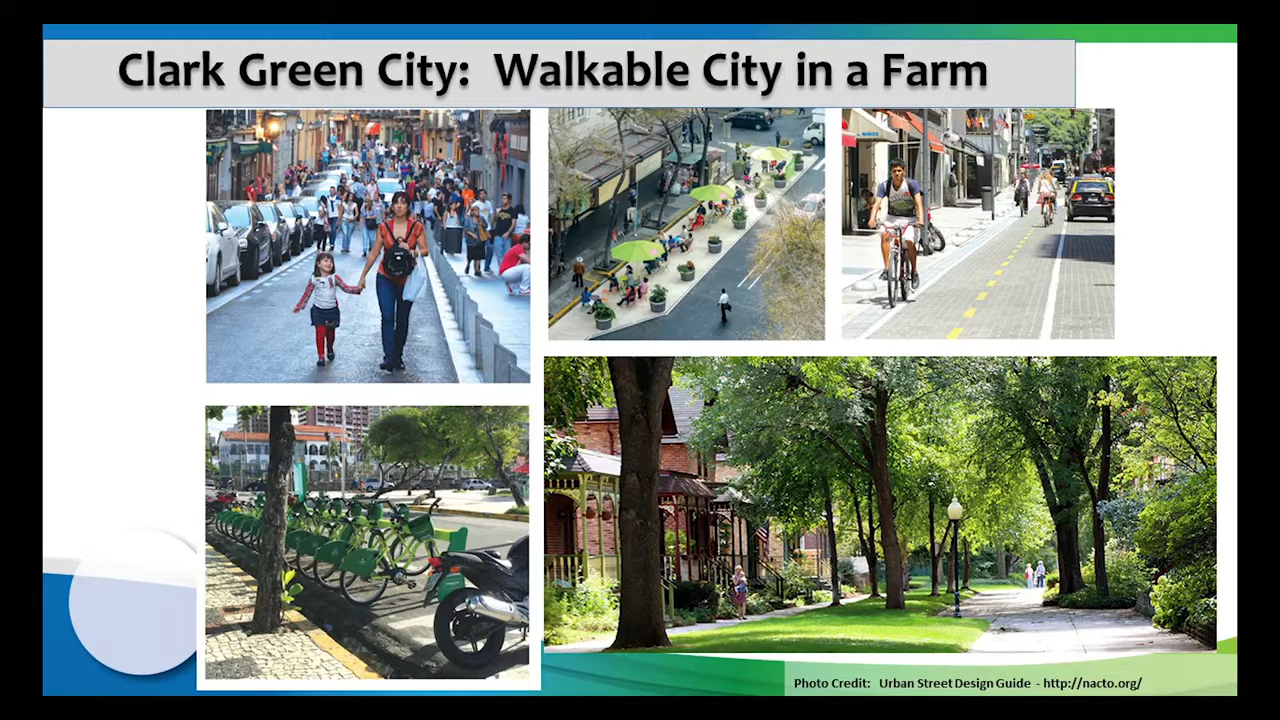 Clark Green City:  Walkable City in a Farm
Photo Credit:   Urban Street Design Guide  - http://nacto.org/